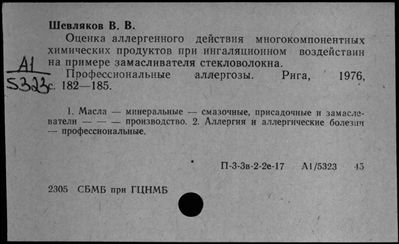 Шевляков В. В.
Оценка аллергенного действия многокомпонентных
химических продуктов при ингаляционном воздействии
на примере замасливателя стекловолокна.
А1
5323
Профессиональные аллергозы. Рига, 1976,
с. 182—185.
1. Масла — минеральные — смазочные, присадочные и замасле-
ватели — — — производство. 2. Аллергия и аллергические болезни
— профессиональные.
П-3-3в-2-2е-17 А1/5323 45
2305 СБМБ при ГЦНМБ